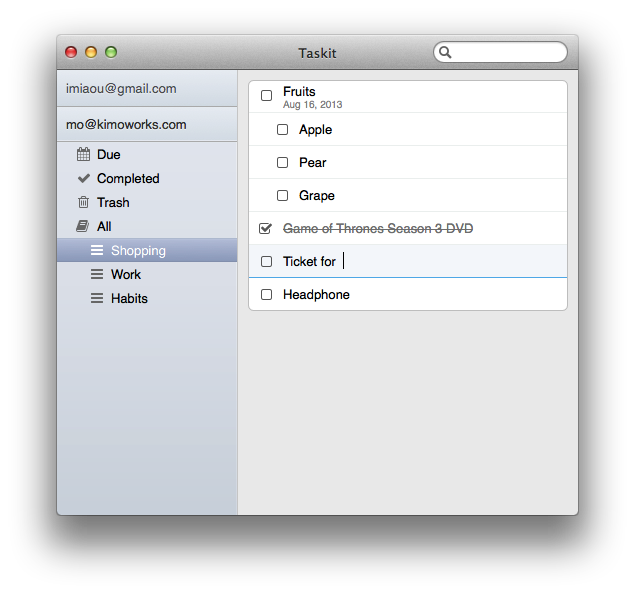 Taskit
imiaou@gmail.com
mo@kimoworks.com
Due
Completed
Trash
All
Shopping
Work
Habits
Fruits
Aug 16, 2013
Apple
Pear
Grape
Game of Thrones Season 3 DVD
Ticket for
Headphone